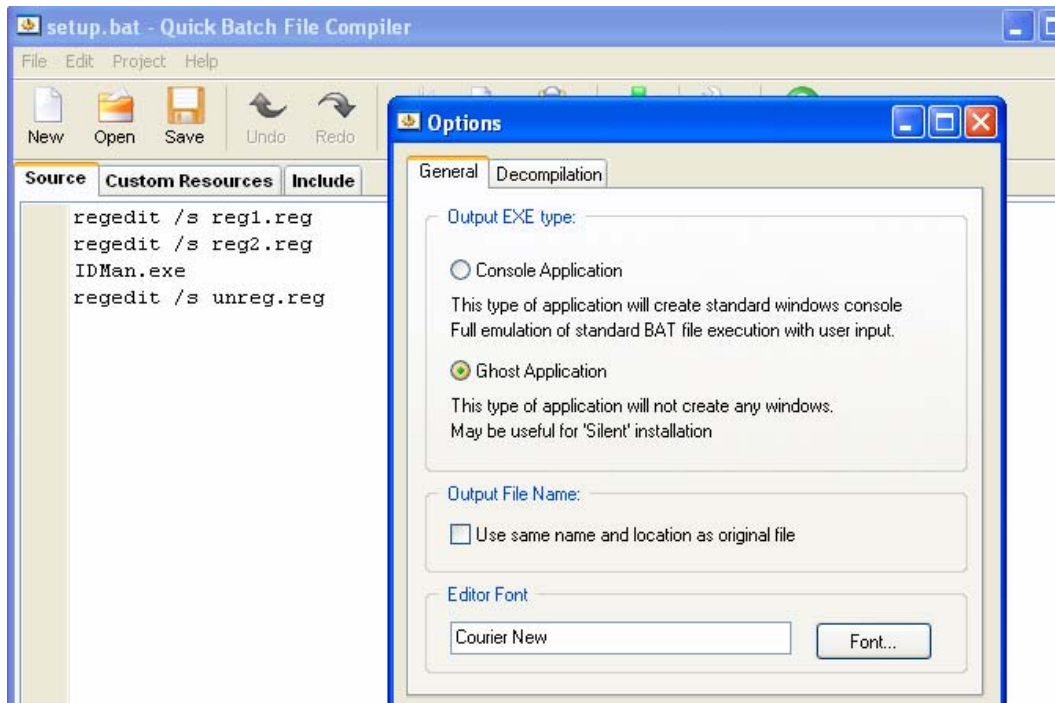 setup.bat - Quick Batch File Compiler
File Edit Project Help
New Open Save Undo Redo
Source Custom Resources Include
regedit /s reg1.reg
regedit /s reg2.reg
IDMan.exe
regedit /s unreg.reg
Options
General Decompilation
Output EXE type:
Console Application
This type of application will create standard windows console
Full emulation of standard BAT file execution with user input.
Ghost Application
This type of application will not create any windows.
May be useful for 'Silent' installation
Output File Name:
Use same name and location as original file
Editor Font
Courier New
Font...